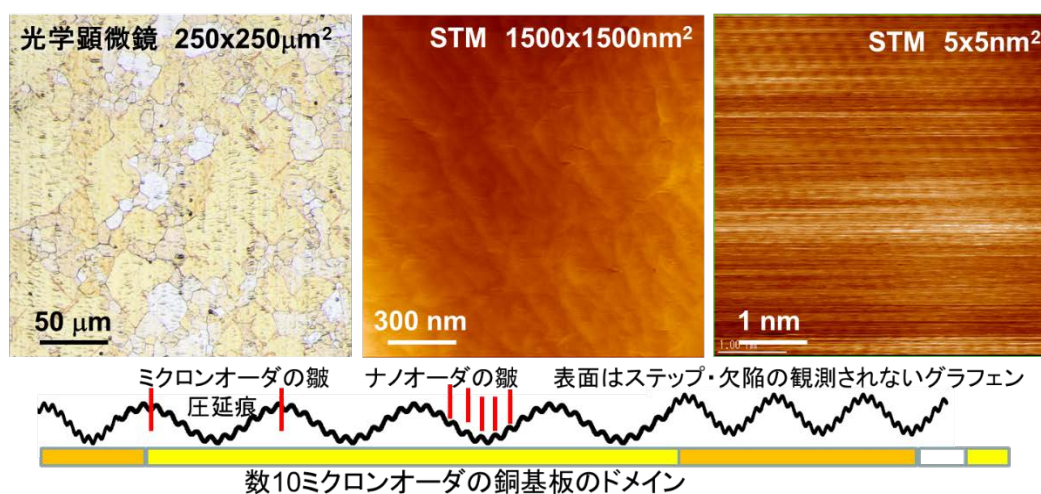 光学顕微鏡 250x250μm²
STM 1500x1500nm²
STM 5x5nm²
50 μm
300 nm
1 nm
1.00 nm
ミクロンオーダの皺
ナノオーダの皺
表面はステップ・欠陥の観測されないグラフェン
圧延痕
数10ミクロンオーダの銅基板のドメイン